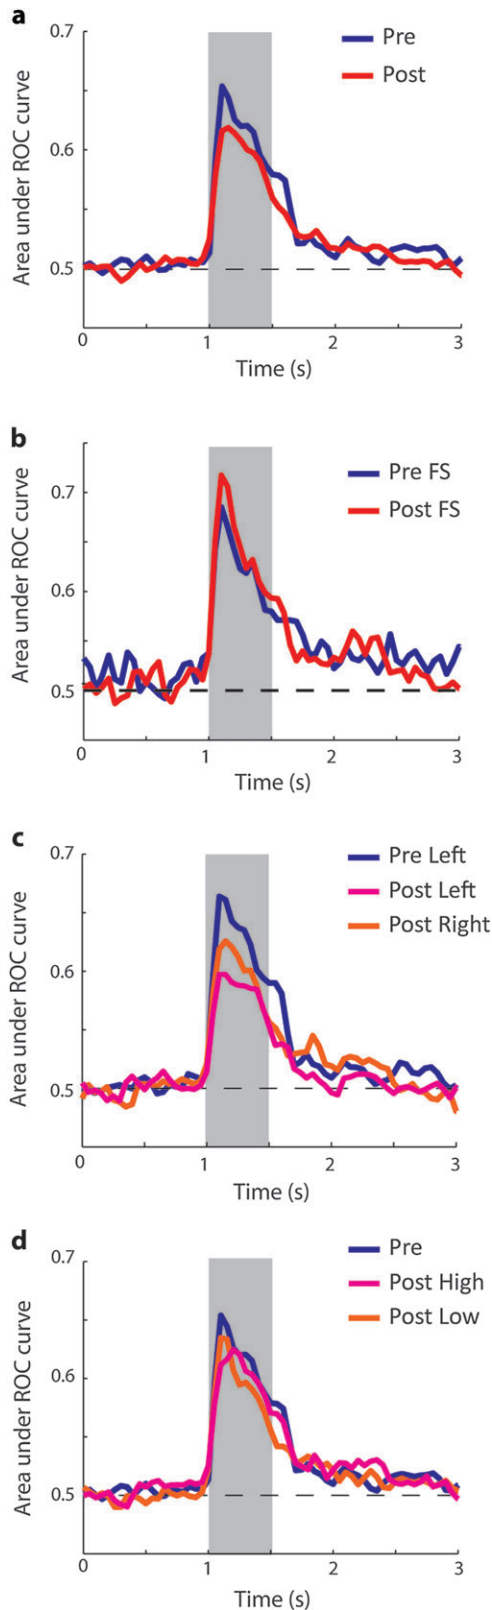 a
0.7
Pre
Post
Area under ROC curve
0.6
0.5
0
1
2
3
Time (s)
b
0.7
Pre FS
Post FS
Area under ROC curve
0.6
0.5
0
1
2
3
Time (s)
c
0.7
Pre Left
Post Left
Post Right
Area under ROC curve
0.6
0.5
0
1
2
3
Time (s)
d
0.7
Pre
Post High
Post Low
Area under ROC curve
0.6
0.5
0
1
2
3
Time (s)